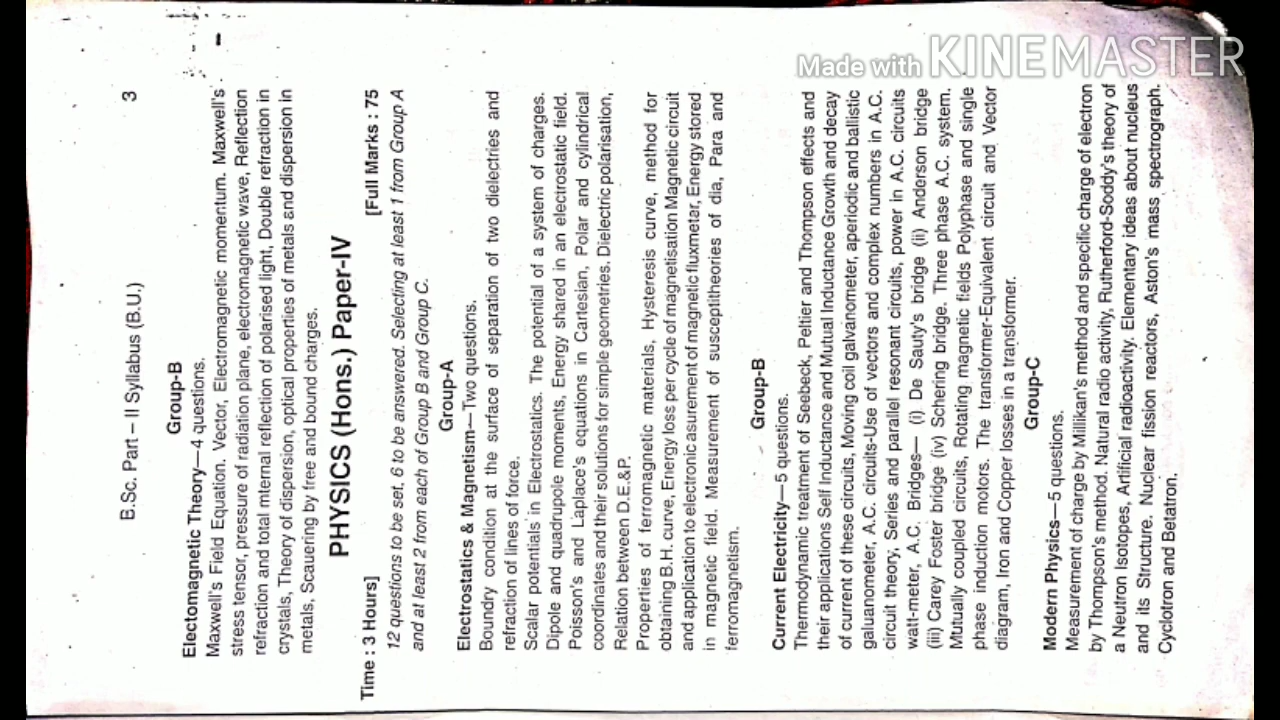 Made with KINEMASTER
B.Sc. Part – II Syllabus (B.U.) 3
Group-B
Electomagnetic Theory—4 questions.
Maxwell's Field Equation. Vector, Electromagnetic momentum. Maxwell's
stress tensor, pressure of radiation plane, electromagnetic wave, Reflection
refraction and total internal reflection of polarised light, Double refraction in
crystals, Theory of dispersion, optical properties of metals and dispersion in
metals, Scauering by free and bound charges.
PHYSICS (Hons.) Paper-IV
Time : 3 Hours] [Full Marks : 75
12 questions to be set, 6 to be answered. Selecting at least 1 from Group A
and at least 2 from each of Group B and Group C.
Group-A
Electrostatics & Magnetism—Two questions.
Boundry condition at the surface of separation of two dielectries and
refraction of lines of force.
Scalar potentials in Electrostatics. The potential of a system of charges.
Dipole and quadrupole moments, Energy shared in an electrostatic field.
Poisson's and Laplace's equations in Cartesian, Polar and cylindrical
coordinates and their solutions for simple geometries. Dielectric polarisation,
Relation between D.E.&P.
Properties of ferromagnetic materials, Hysteresis curve, method for
obtaining B.H. curve, Energy loss per cycle of magnetisation Magnetic circuit
and application to electronic asurement of magnetic fluxmetar, Energy stored
in magnetic field. Measurement of susceptitheories of dia, Para and
ferromagnetism.
Group-B
Current Electricity—5 questions.
Thermodynamic treatment of Seebeck, Peltier and Thompson effects and
their applications Self Inductance and Mutual Inductance Growth and decay
of current of these circuits, Moving coil galvanometer, aperiodic and ballistic
galuanometer, A.C. circuits-Use of vectors and complex numbers in A.C.
circuit theory, Series and parallel resonant circuits, power in A.C. circuits
watt-meter, A.C. Bridges— (i) De Sauty's bridge (ii) Anderson bridge
(iii) Carey Foster bridge (iv) Schering bridge. Three phase A.C. system.
Mutually coupled circuits, Rotating magnetic fields Polyphase and single
phase induction motors. The transformer-Equivalent circuit and Vector
diagram, Iron and Copper losses in a transformer.
Group-C
Modern Physics—5 questions.
Measurement of charge by Millikan's method and specific charge of electron
by Thompson's method. Natural radio activity, Rutherford-Soddy's theory of
a Neutron Isotopes, Artificial radioactivity, Elementary ideas about nucleus
and its Structure. Nuclear fission reactors, Aston's mass spectrograph.
Cyclotron and Betatron.